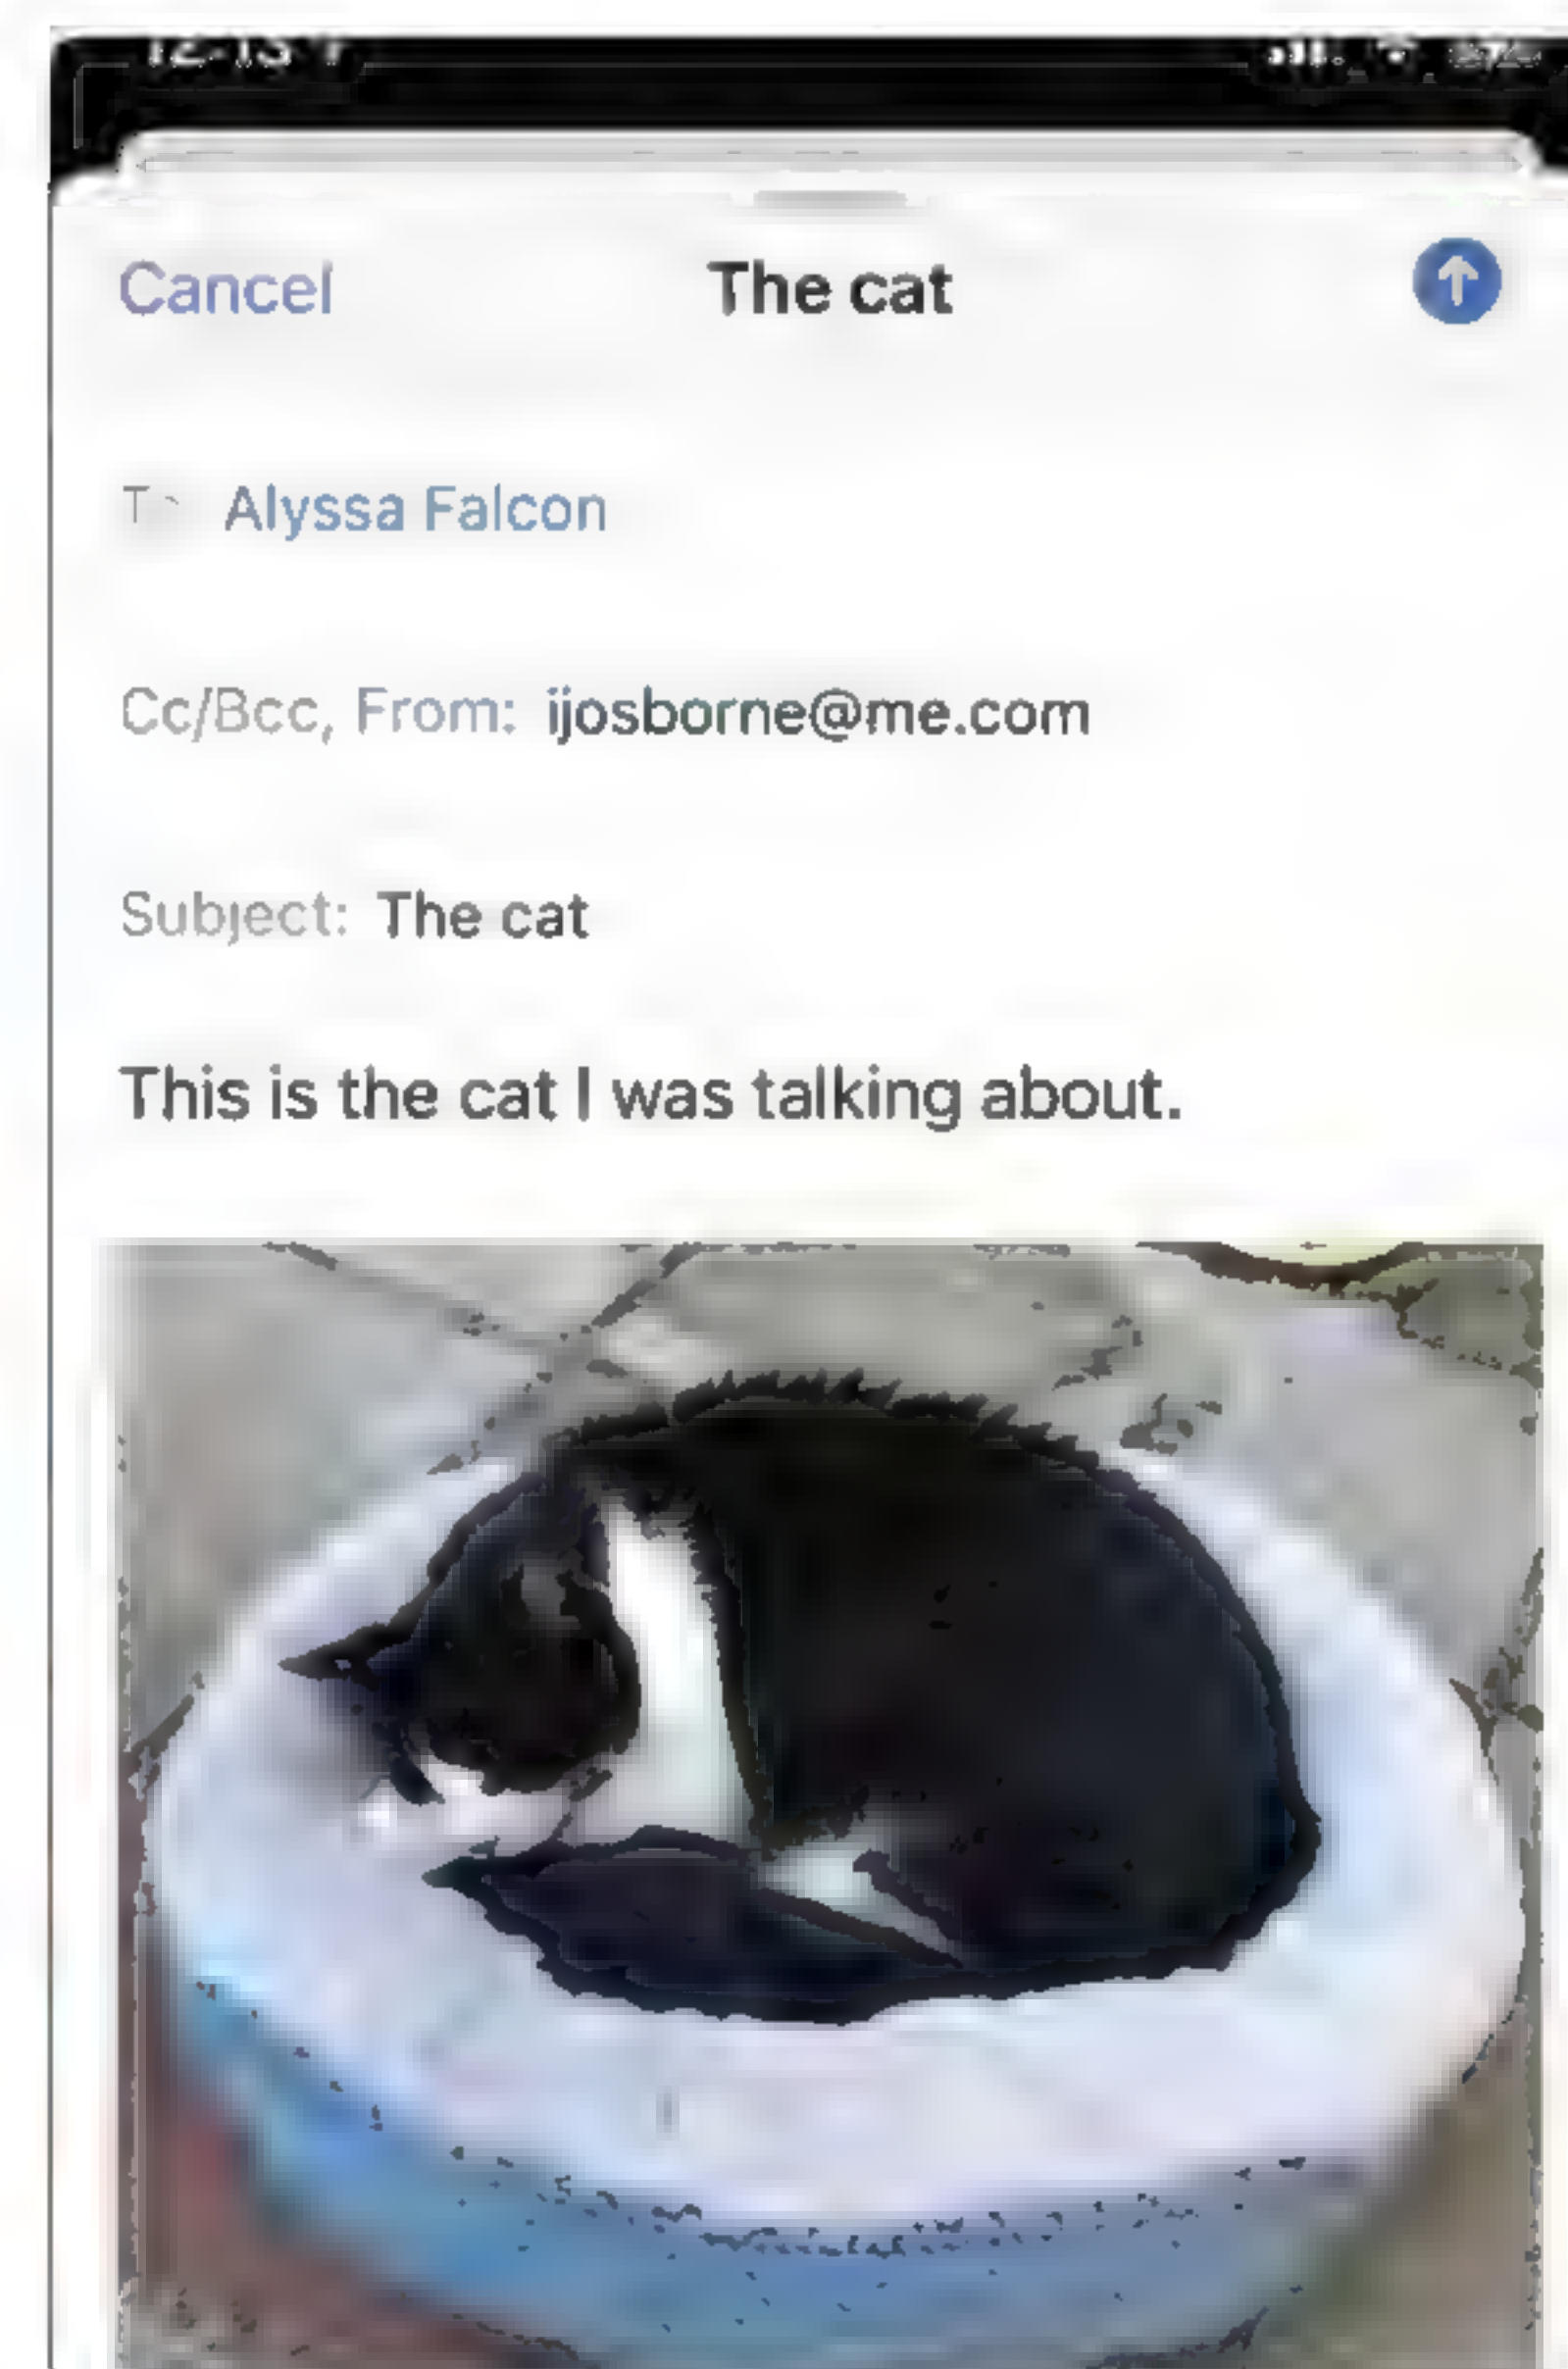 Cancel The cat
Alyssa Falcon
Cc/Bcc, From: ijosborne@me.com
Subject: The cat
This is the cat I was talking about.